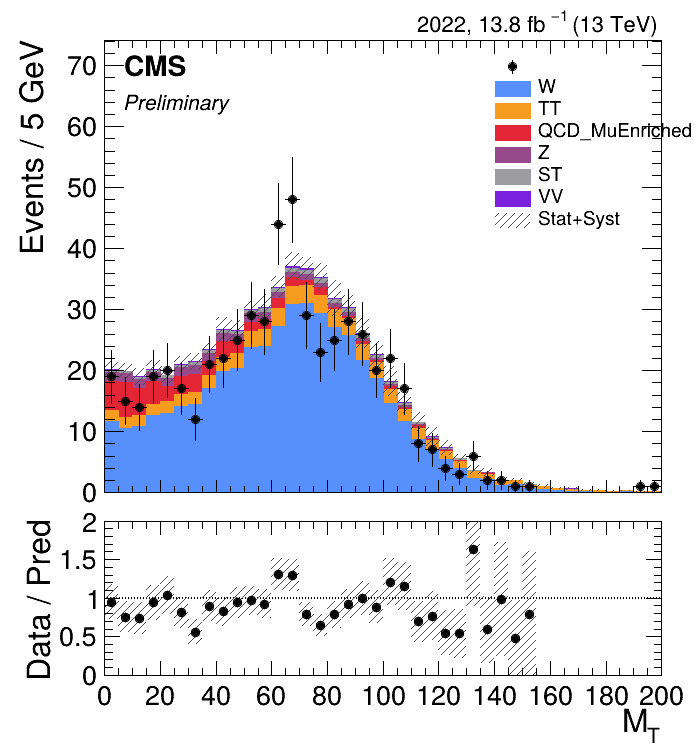 2022, 13.8 fb⁻¹ (13 TeV)
Events / 5 GeV
70
60
50
40
30
20
10
0
CMS
Preliminary
W
TT
QCD_MuEnriched
Z
ST
VV
Stat+Syst
Data / Pred
2
1.5
1
0.5
0
0 20 40 60 80 100 120 140 160 180 200
M_T